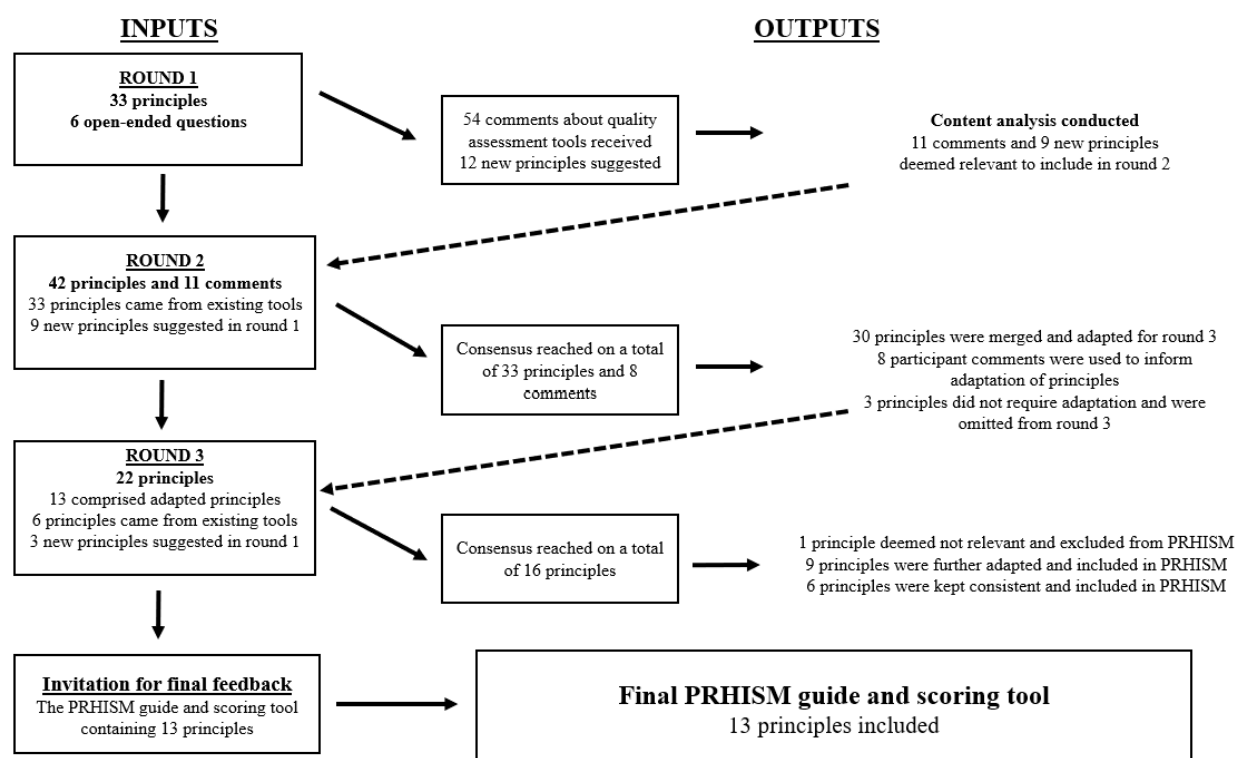 INPUTS
OUTPUTS
ROUND 1
33 principles
6 open-ended questions
54 comments about quality
assessment tools received
12 new principles suggested
Content analysis conducted
11 comments and 9 new principles
deemed relevant to include in round 2
ROUND 2
42 principles and 11 comments
33 principles came from existing tools
9 new principles suggested in round 1
Consensus reached on a total
of 33 principles and 8
comments
30 principles were merged and adapted for round 3
8 participant comments were used to inform
adaptation of principles
3 principles did not require adaptation and were
omitted from round 3
ROUND 3
22 principles
13 comprised adapted principles
6 principles came from existing tools
3 new principles suggested in round 1
Consensus reached on a total
of 16 principles
1 principle deemed not relevant and excluded from PRHISM
9 principles were further adapted and included in PRHISM
6 principles were kept consistent and included in PRHISM
Invitation for final feedback
The PRHISM guide and scoring tool
containing 13 principles
Final PRHISM guide and scoring tool
13 principles included